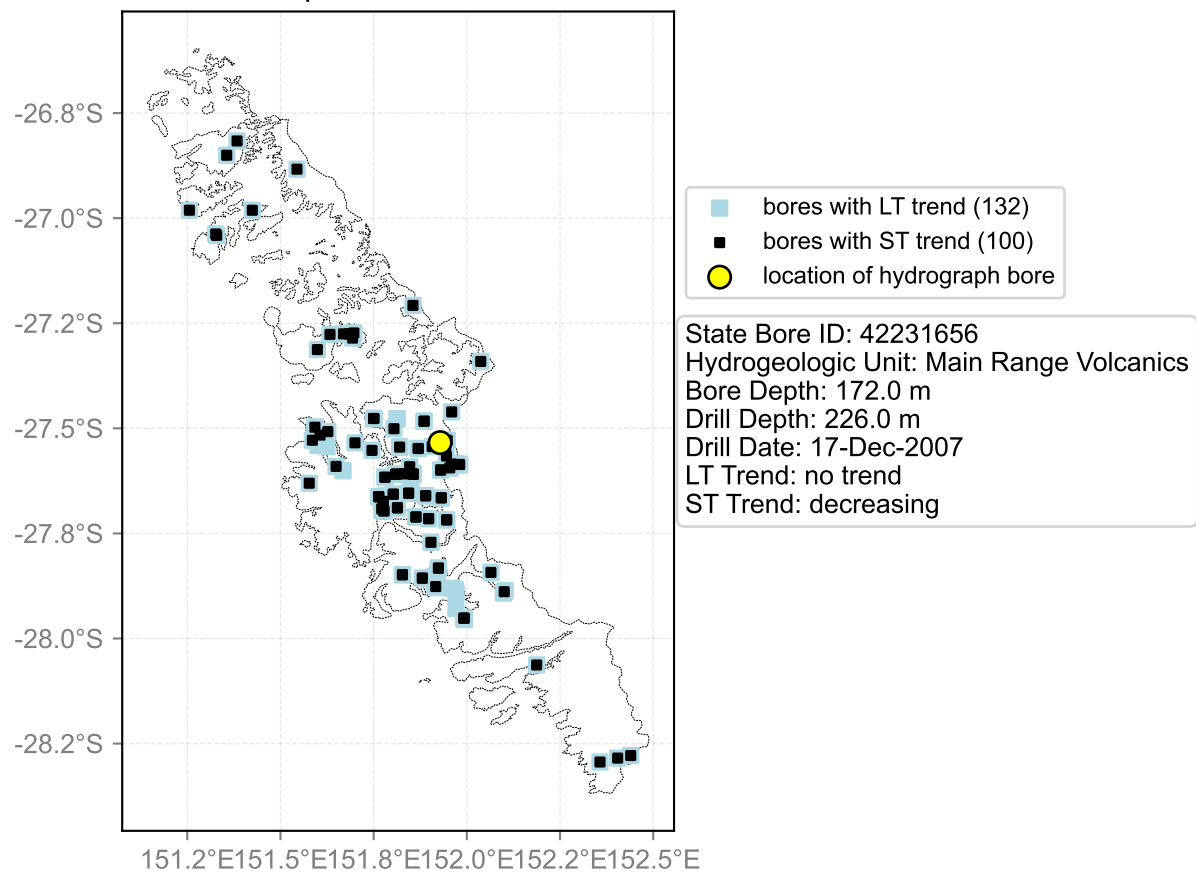 -26.8°S
-27.0°S
-27.2°S
-27.5°S
-27.8°S
-28.0°S
-28.2°S
151.2°E151.5°E151.8°E152.0°E152.2°E152.5°E
bores with LT trend (132)
bores with ST trend (100)
location of hydrograph bore
State Bore ID: 42231656
Hydrogeologic Unit: Main Range Volcanics
Bore Depth: 172.0 m
Drill Depth: 226.0 m
Drill Date: 17-Dec-2007
LT Trend: no trend
ST Trend: decreasing